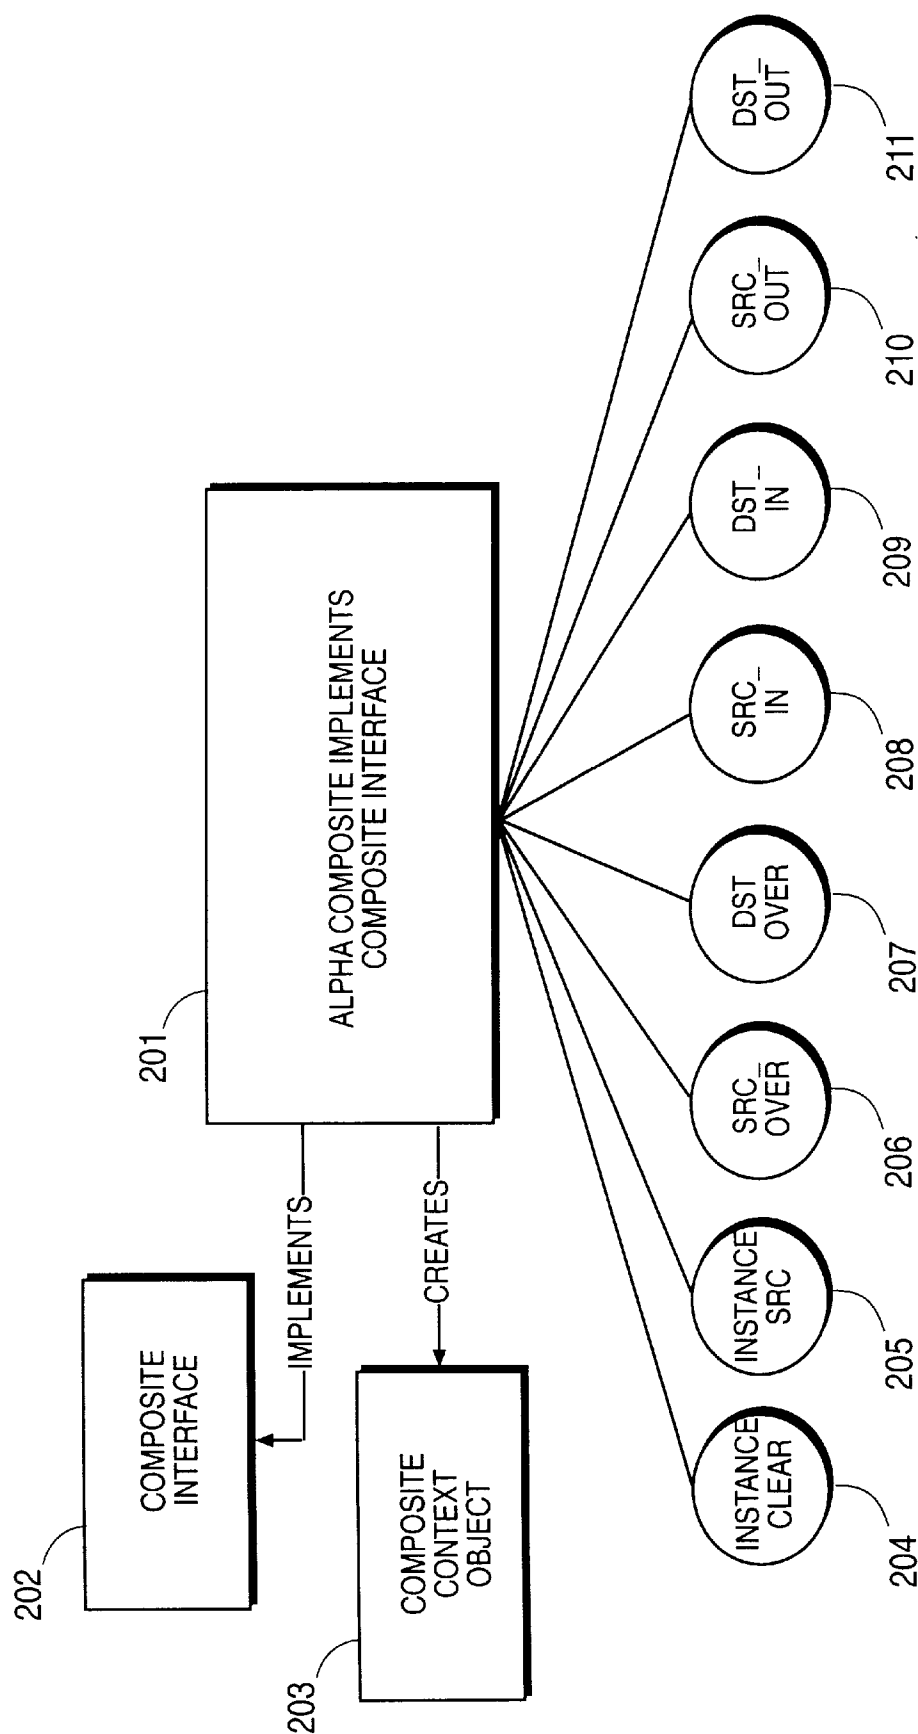 202
COMPOSITE
INTERFACE
203
COMPOSITE
CONTEXT
OBJECT
IMPLEMENTS
CREATES
201
ALPHA COMPOSITE IMPLEMENTS
COMPOSITE INTERFACE
INSTANCE
CLEAR
204
INSTANCE
SRC
205
SRC_
OVER
206
DST
OVER
207
SRC_
IN
208
DST_
IN
209
SRC_
OUT
210
DST_
OUT
211